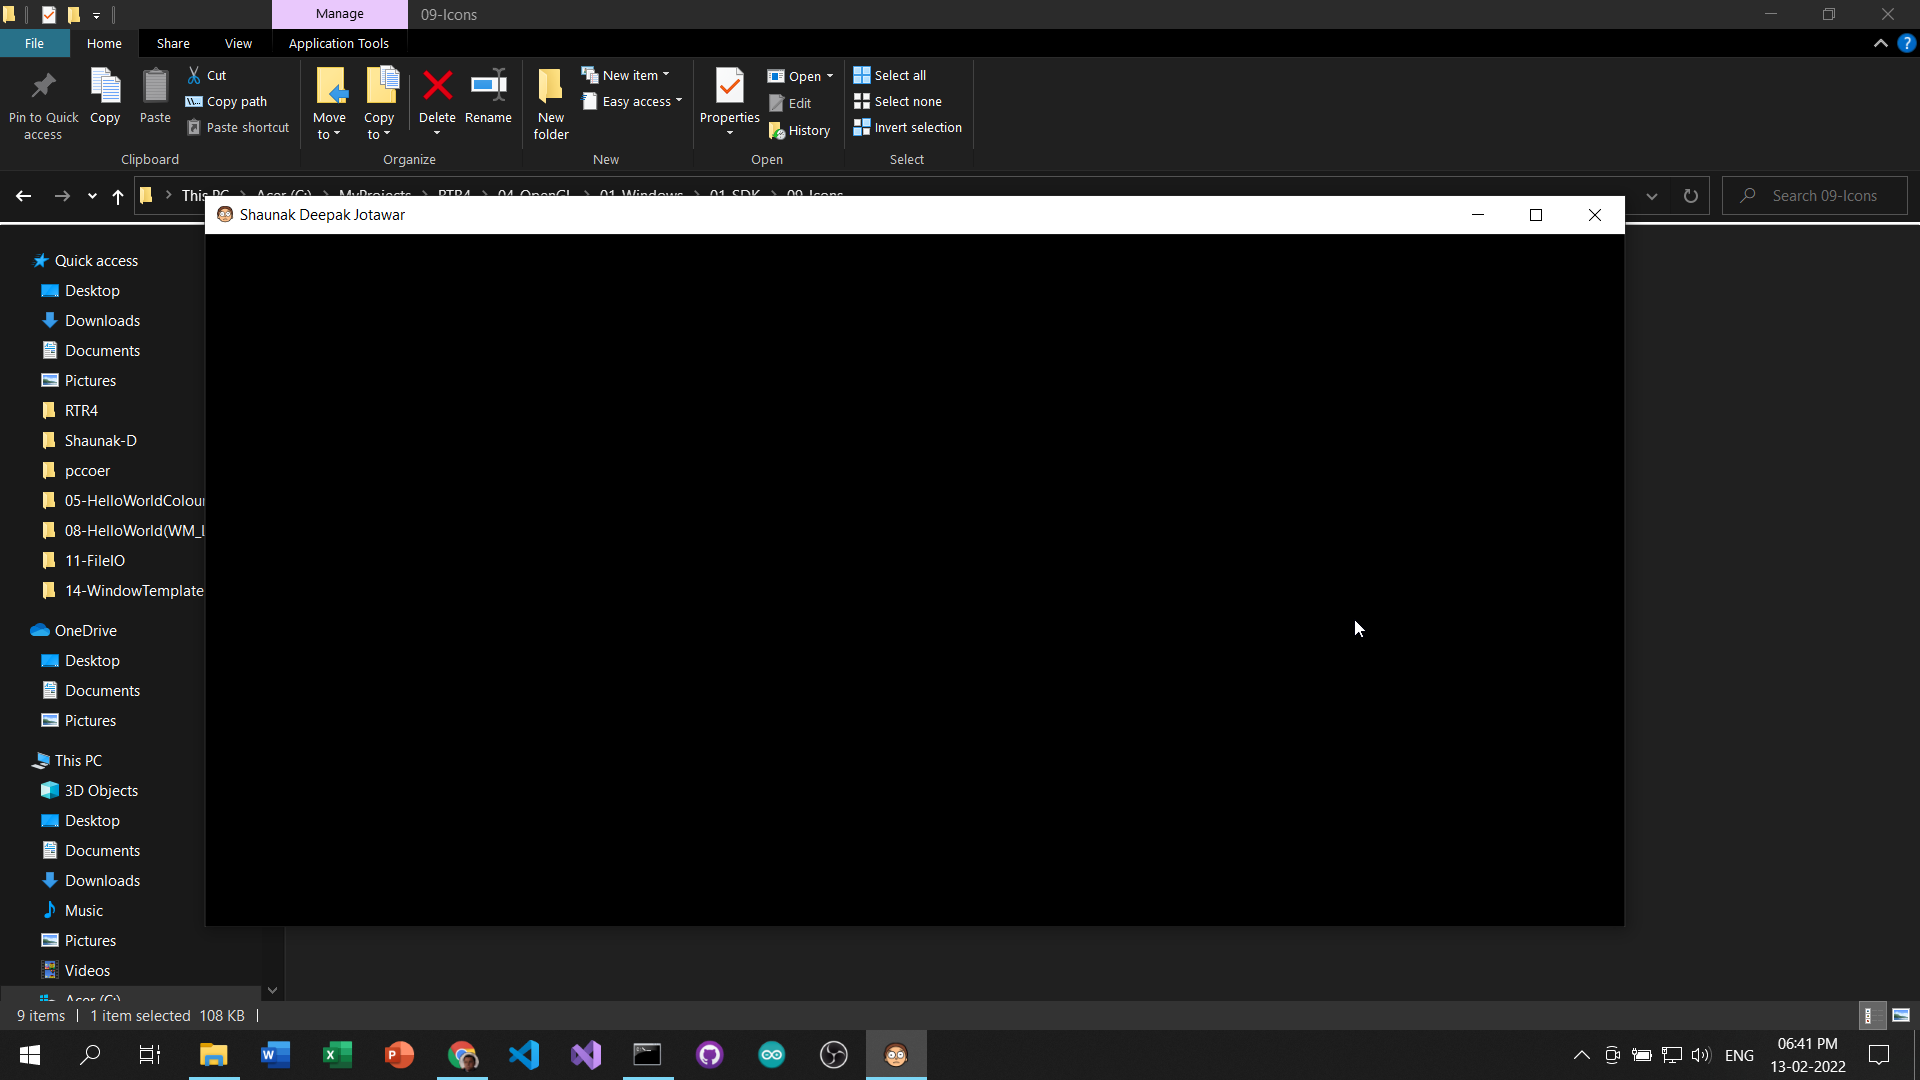 Manage
09-Icons
File
Home
Share
View
Application Tools
Pin to Quick access
Copy
Paste
Cut
Copy path
Paste shortcut
Move to
Copy to
Delete
Rename
New folder
New item
Easy access
Properties
Open
Edit
History
Select all
Select none
Invert selection
Clipboard
Organize
New
Open
Select
This PC
Acer (C:)
MyProjects
RTR4
04-OpenGL
01-Windows
01-SDK
09-Icons
Search 09-Icons
Shaunak Deepak Jotawar
Quick access
Desktop
Downloads
Documents
Pictures
RTR4
Shaunak-D
pccoer
05-HelloWorldColour
08-HelloWorld(WM_L
11-FileIO
14-WindowTemplate
OneDrive
Desktop
Documents
Pictures
This PC
3D Objects
Desktop
Documents
Downloads
Music
Pictures
Videos
Acer (C:)
9 items
1 item selected 108 KB
ENG
06:41 PM
13-02-2022